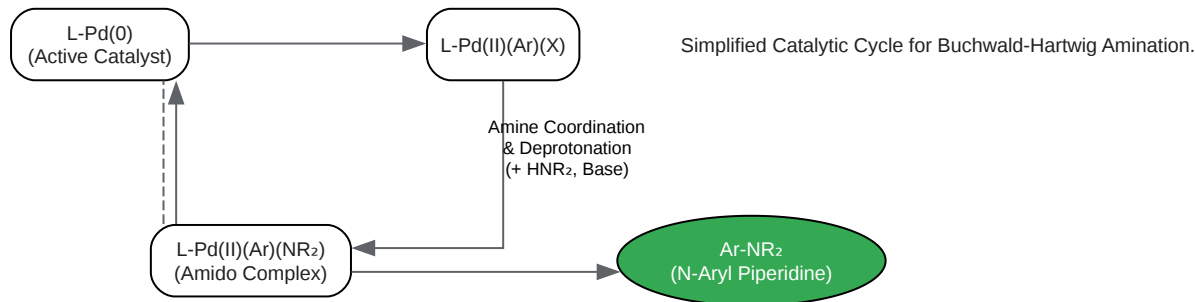 L-Pd(0)
(Active Catalyst)
L-Pd(II)(Ar)(X)
Simplified Catalytic Cycle for Buchwald-Hartwig Amination.
Amine Coordination
& Deprotonation
(+ HNR₂, Base)
L-Pd(II)(Ar)(NR₂)
(Amido Complex)
Ar-NR₂
(N-Aryl Piperidine)